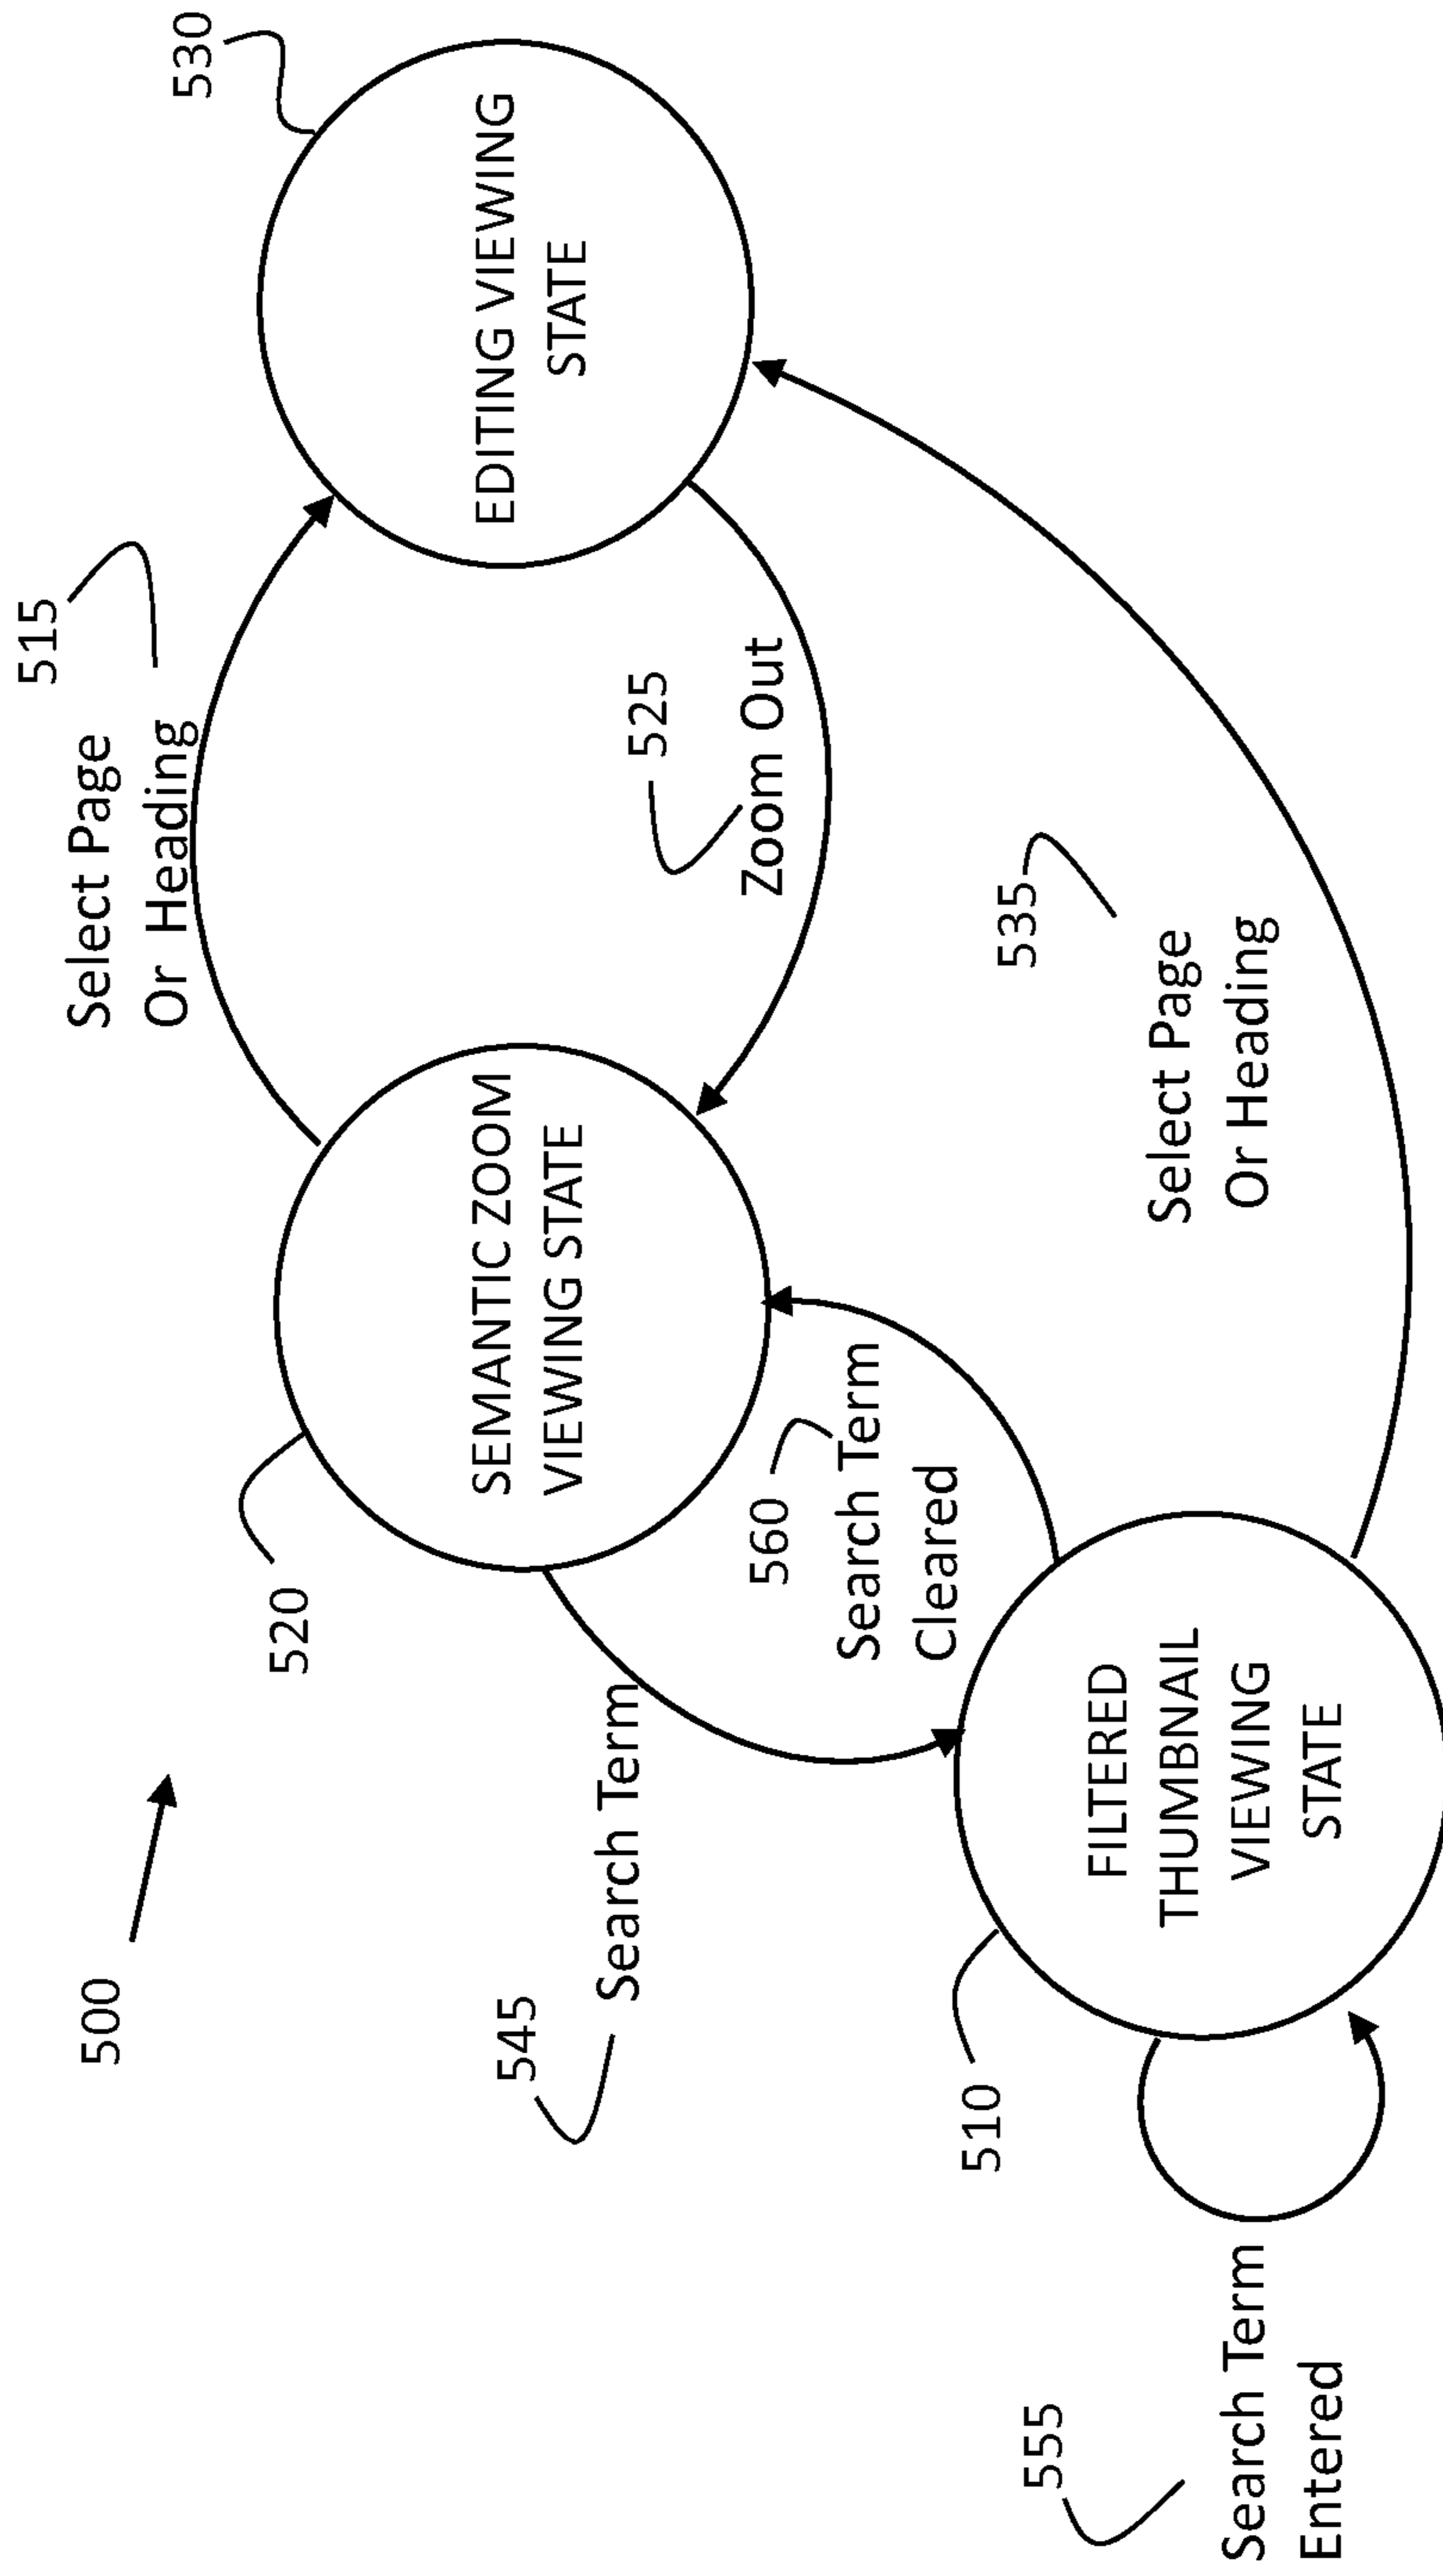 500
515
Select Page
Or Heading
530
520
SEMANTIC ZOOM
VIEWING STATE
EDITING VIEWING
STATE
545
Search Term
525
Zoom Out
560
Search Term
Cleared
535
Select Page
Or Heading
510
FILTERED
THUMBNAIL
VIEWING
STATE
555
Search Term
Entered